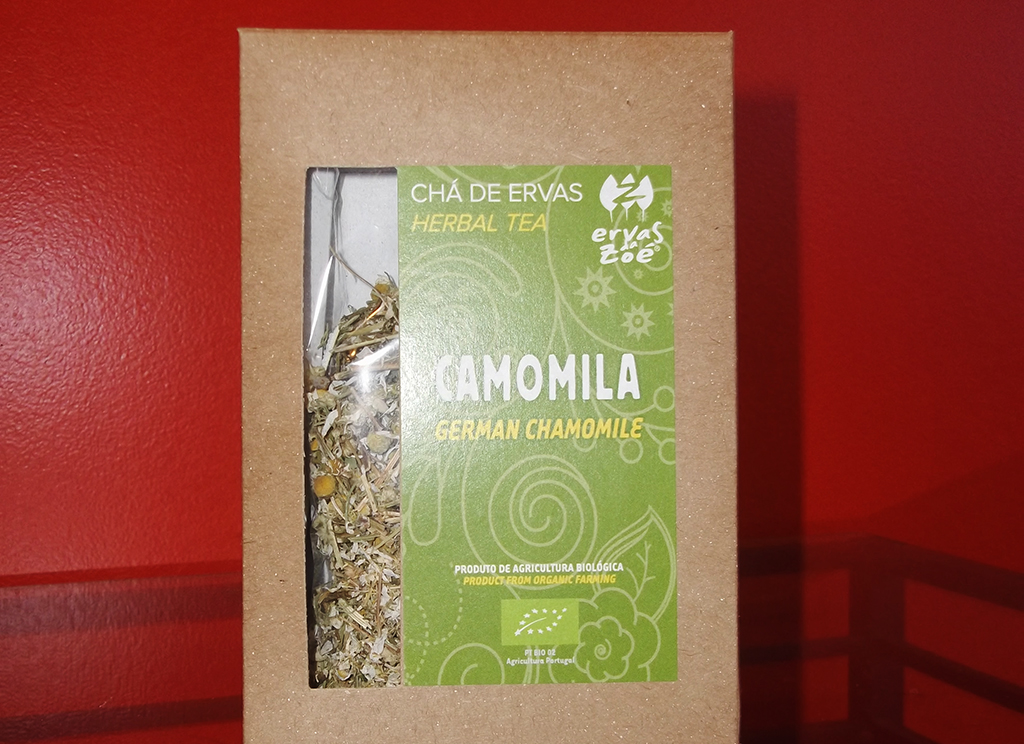 CHÁ DE ERVAS
HERBAL TEA
ervas
da
Zoé
CAMOMILA
GERMAN CHAMOMILE
PRODUTO DE AGRICULTURA BIOLÓGICA
PRODUCT FROM ORGANIC FARMING
PT BIO 02
Agricultura Portugal